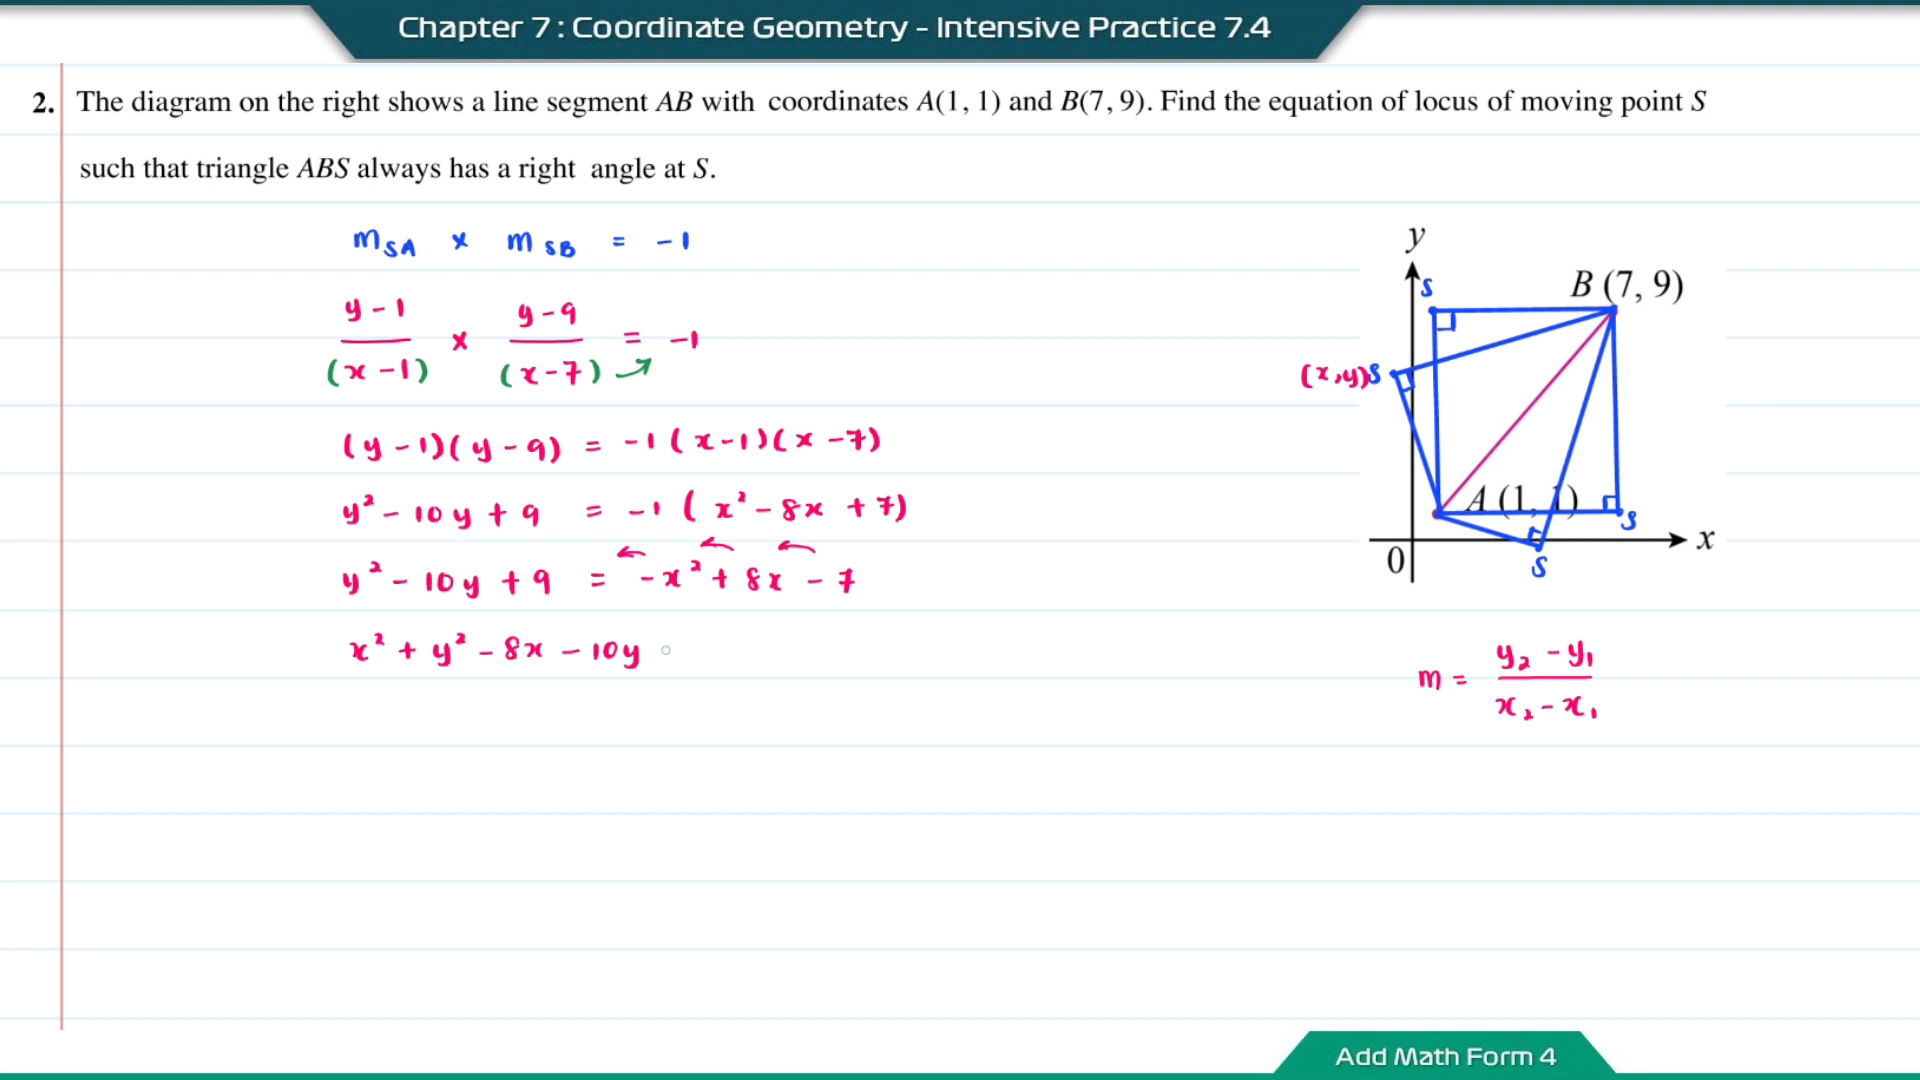 Chapter 7 : Coordinate Geometry - Intensive Practice 7.4
2. The diagram on the right shows a line segment AB with coordinates A(1, 1) and B(7, 9). Find the equation of locus of moving point S
such that triangle ABS always has a right angle at S.
m_SA × m_SB = -1
(y - 1)/(x - 1) × (y - 9)/(x - 7) = -1
(y - 1)(y - 9) = -1(x - 1)(x - 7)
y² - 10y + 9 = -1(x² - 8x + 7)
y² - 10y + 9 = -x² + 8x - 7
x² + y² - 8x - 10y
y
S
B (7, 9)
(x,y)S
A (1, 1)
S
0
x
S
m = (y₂ - y₁)/(x₂ - x₁)
Add Math Form 4